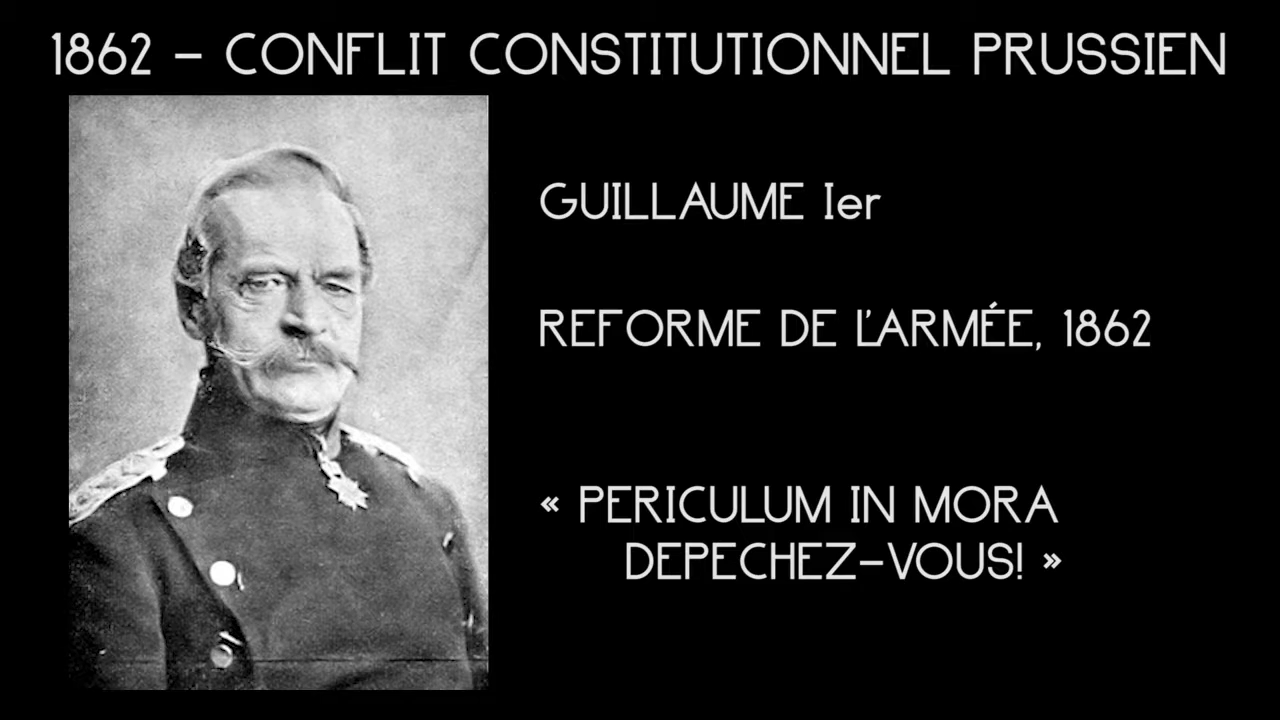 1862 – CONFLIT CONSTITUTIONNEL PRUSSIEN
GUILLAUME Ier
REFORME DE L'ARMÉE, 1862
« PERICULUM IN MORA
DEPECHEZ-VOUS! »